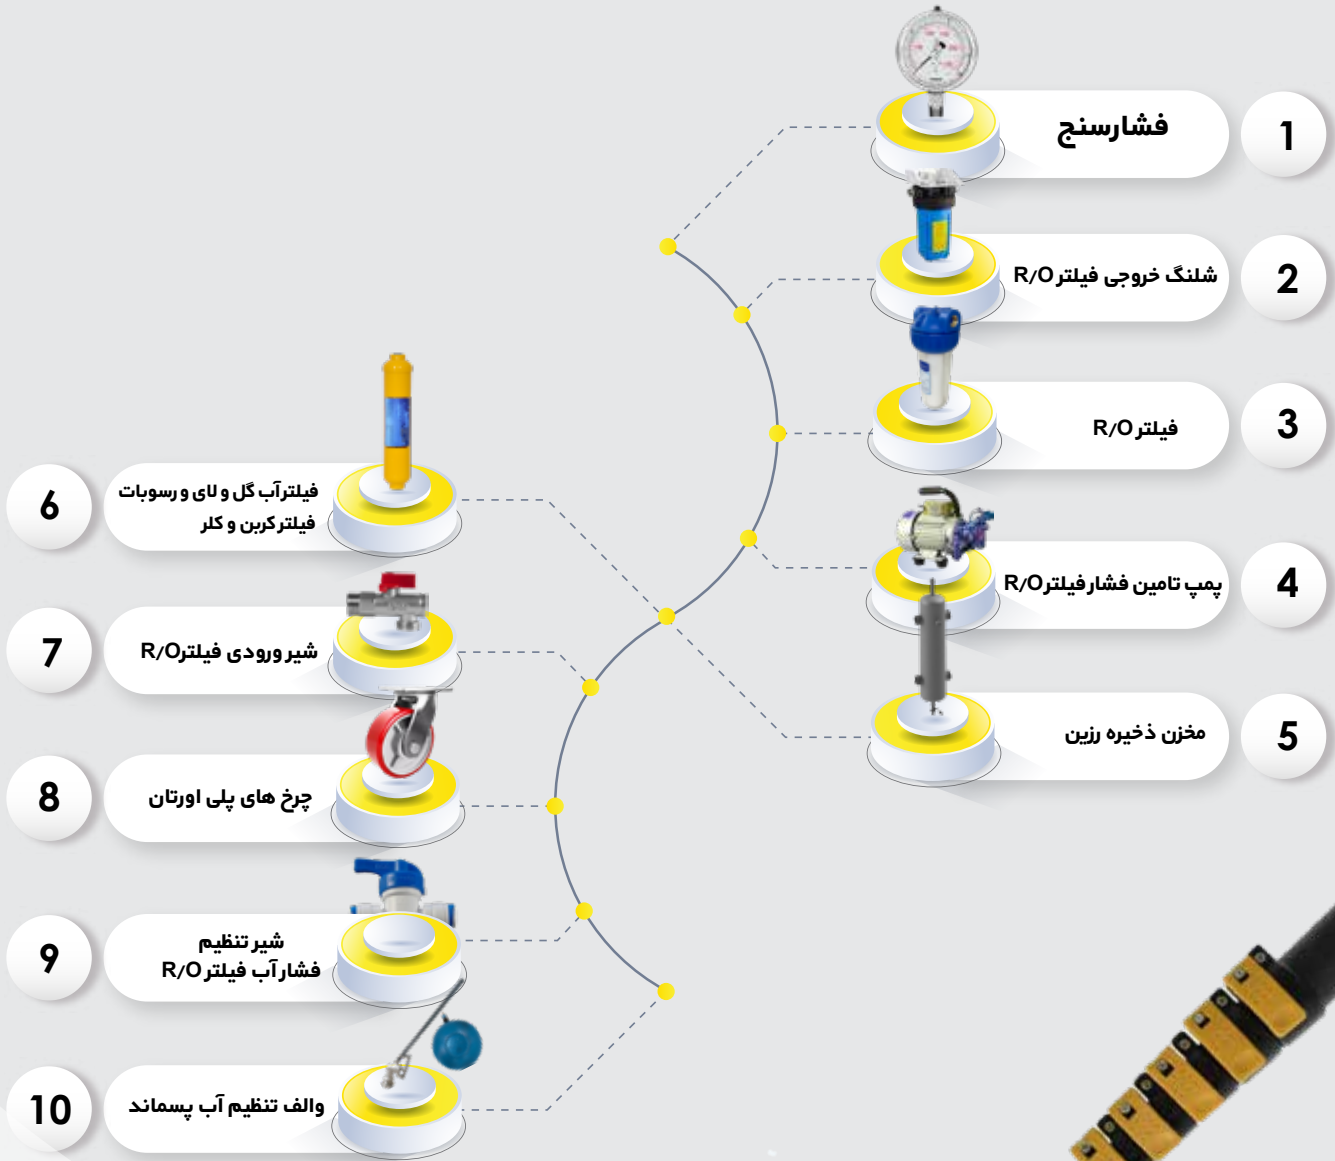 1
فشارسنج
2
شلنگ خروجی فیلتر R/O
3
فیلتر R/O
4
پمپ تامین فشار فیلتر R/O
5
مخزن ذخیره رزین
6
فیلتر آب گل و لای و رسوبات
فیلتر کربن و کلر
7
شیر ورودی فیلتر R/O
8
چرخ های پلی اورتان
9
شیر تنظیم
فشار آب فیلتر R/O
10
والف تنظیم آب پسماند